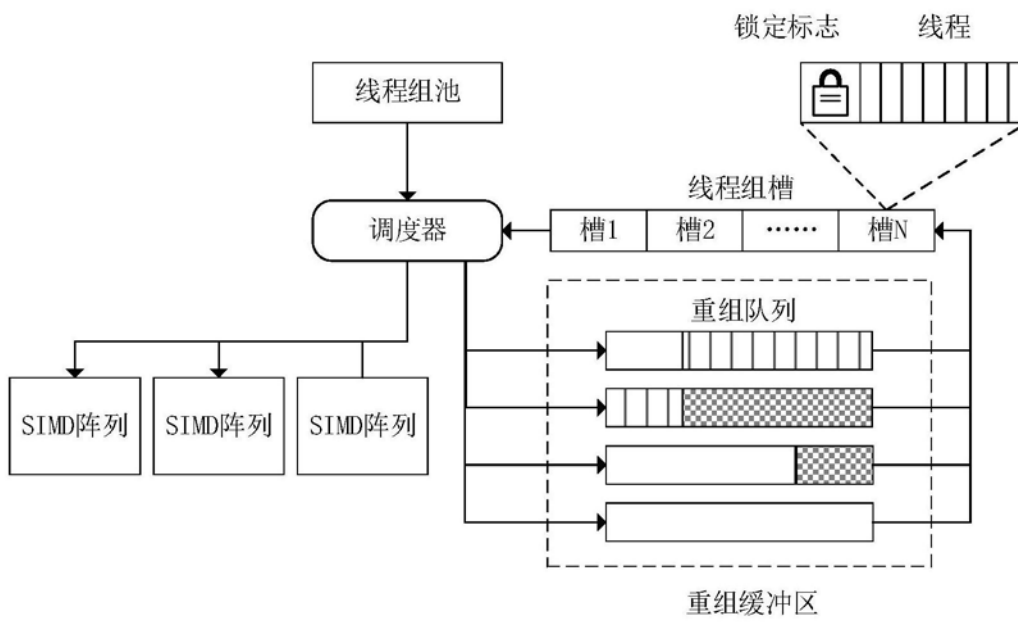 锁定标志 线程
线程组池
线程组槽
调度器
槽1 槽2 …… 槽N
重组队列
SIMD阵列 SIMD阵列 SIMD阵列
重组缓冲区